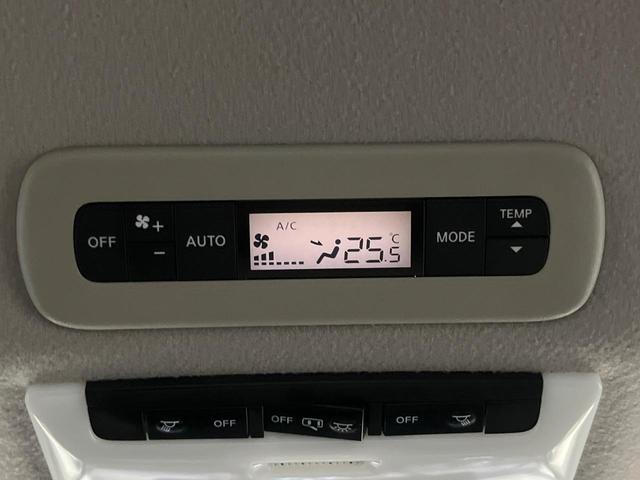 OFF + - AUTO A/C 25.5 °C MODE TEMP
OFF OFF OFF